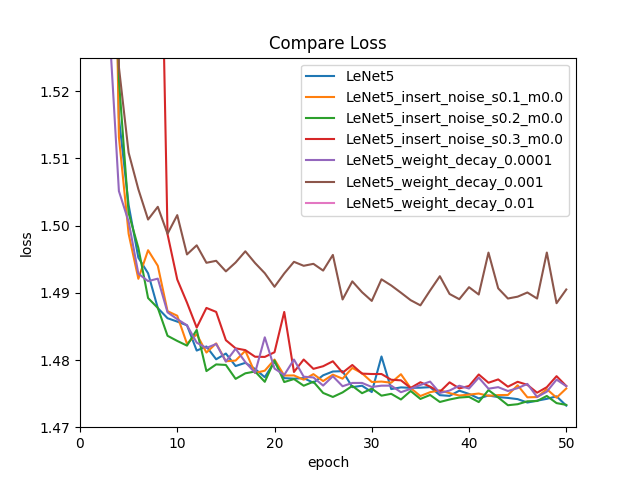 Compare Loss
1.52
1.51
1.50
1.49
1.48
1.47
loss
LeNet5
LeNet5_insert_noise_s0.1_m0.0
LeNet5_insert_noise_s0.2_m0.0
LeNet5_insert_noise_s0.3_m0.0
LeNet5_weight_decay_0.0001
LeNet5_weight_decay_0.001
LeNet5_weight_decay_0.01
0 10 20 30 40 50
epoch